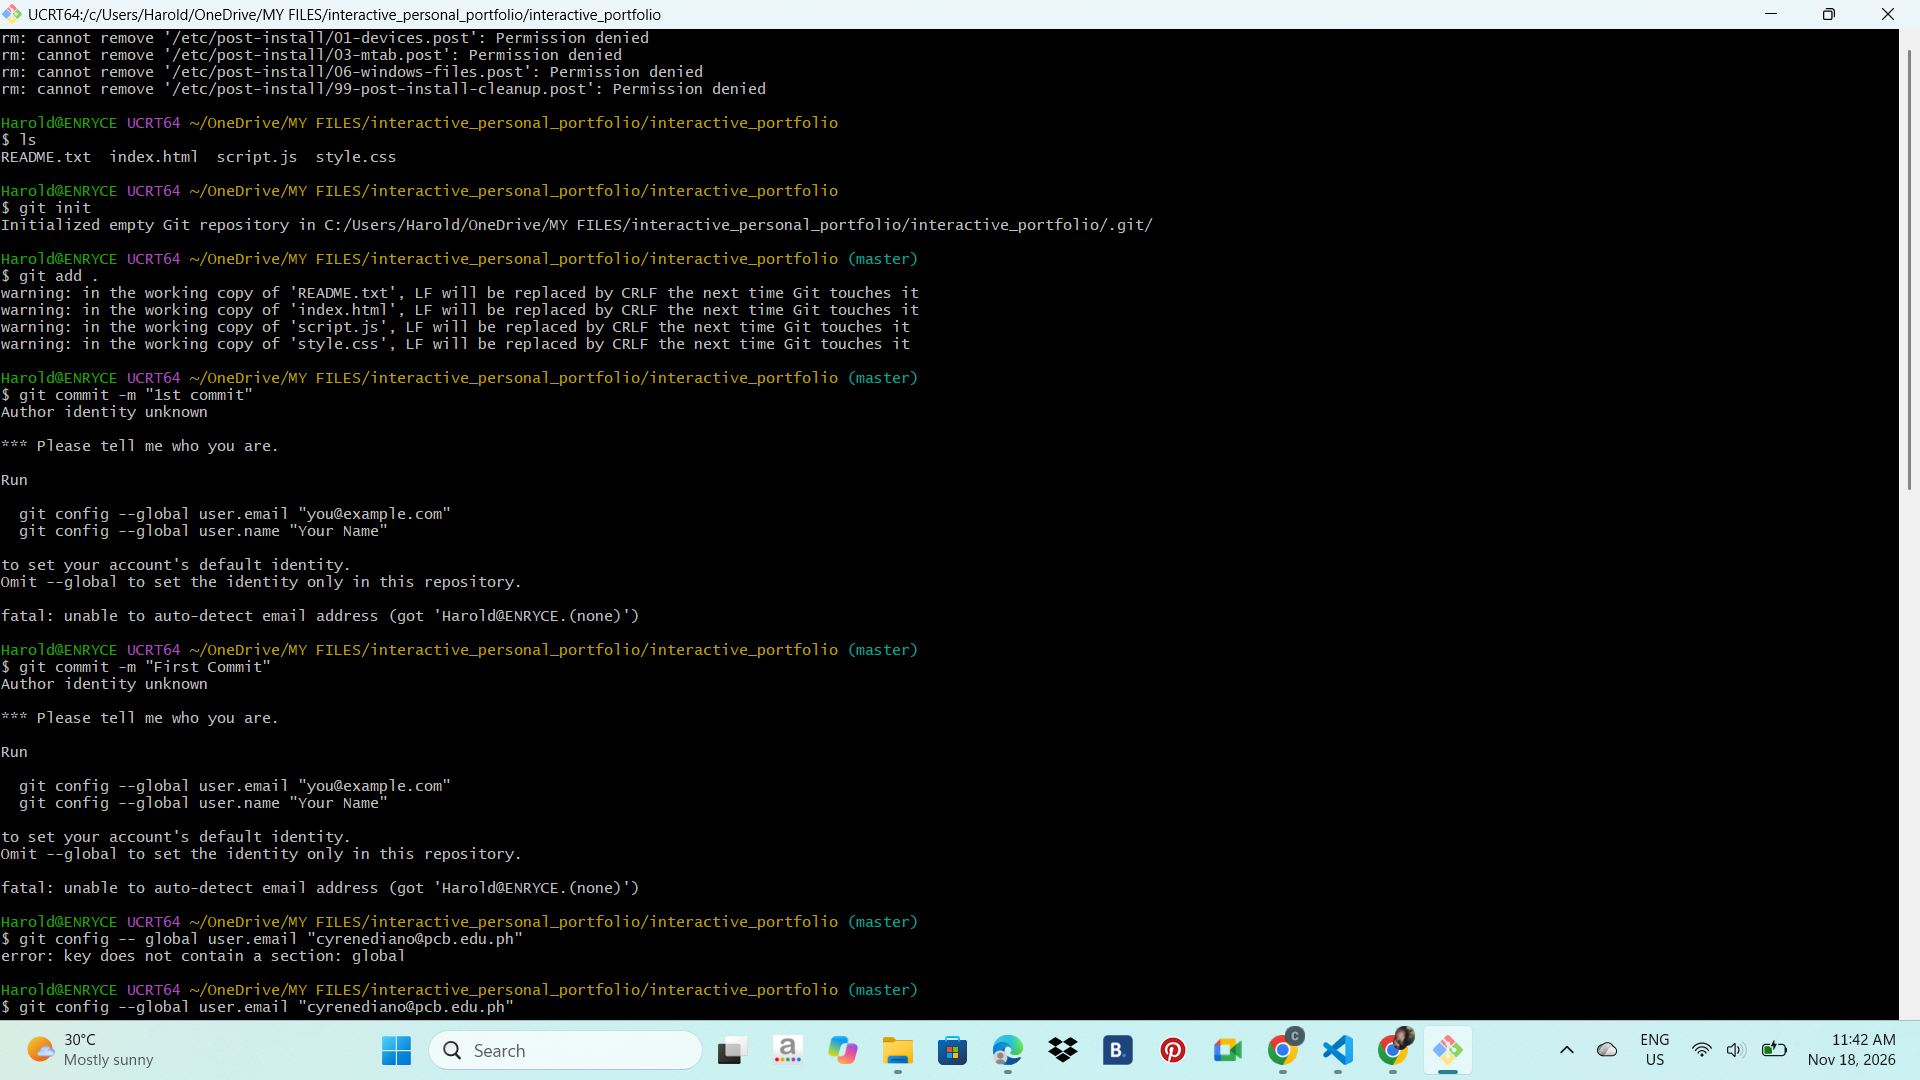 UCRT64:/c/Users/Harold/OneDrive/MY FILES/interactive_personal_portfolio/interactive_portfolio
rm: cannot remove '/etc/post-install/01-devices.post': Permission denied
rm: cannot remove '/etc/post-install/03-mtab.post': Permission denied
rm: cannot remove '/etc/post-install/06-windows-files.post': Permission denied
rm: cannot remove '/etc/post-install/99-post-install-cleanup.post': Permission denied
Harold@ENRYCE UCRT64 ~/OneDrive/MY FILES/interactive_personal_portfolio/interactive_portfolio
$ ls
README.txt  index.html  script.js  style.css
Harold@ENRYCE UCRT64 ~/OneDrive/MY FILES/interactive_personal_portfolio/interactive_portfolio
$ git init
Initialized empty Git repository in C:/Users/Harold/OneDrive/MY FILES/interactive_personal_portfolio/interactive_portfolio/.git/
Harold@ENRYCE UCRT64 ~/OneDrive/MY FILES/interactive_personal_portfolio/interactive_portfolio (master)
$ git add .
warning: in the working copy of 'README.txt', LF will be replaced by CRLF the next time Git touches it
warning: in the working copy of 'index.html', LF will be replaced by CRLF the next time Git touches it
warning: in the working copy of 'script.js', LF will be replaced by CRLF the next time Git touches it
warning: in the working copy of 'style.css', LF will be replaced by CRLF the next time Git touches it
Harold@ENRYCE UCRT64 ~/OneDrive/MY FILES/interactive_personal_portfolio/interactive_portfolio (master)
$ git commit -m "1st commit"
Author identity unknown
*** Please tell me who you are.
Run
  git config --global user.email "you@example.com"
  git config --global user.name "Your Name"
to set your account's default identity.
Omit --global to set the identity only in this repository.
fatal: unable to auto-detect email address (got 'Harold@ENRYCE.(none)')
Harold@ENRYCE UCRT64 ~/OneDrive/MY FILES/interactive_personal_portfolio/interactive_portfolio (master)
$ git commit -m "First Commit"
Author identity unknown
*** Please tell me who you are.
Run
  git config --global user.email "you@example.com"
  git config --global user.name "Your Name"
to set your account's default identity.
Omit --global to set the identity only in this repository.
fatal: unable to auto-detect email address (got 'Harold@ENRYCE.(none)')
Harold@ENRYCE UCRT64 ~/OneDrive/MY FILES/interactive_personal_portfolio/interactive_portfolio (master)
$ git config -- global user.email "cyrenediano@pcb.edu.ph"
error: key does not contain a section: global
Harold@ENRYCE UCRT64 ~/OneDrive/MY FILES/interactive_personal_portfolio/interactive_portfolio (master)
$ git config --global user.email "cyrenediano@pcb.edu.ph"
30°C
Mostly sunny
Search
a
B.
C
ENG
US
11:42 AM
Nov 18, 2026